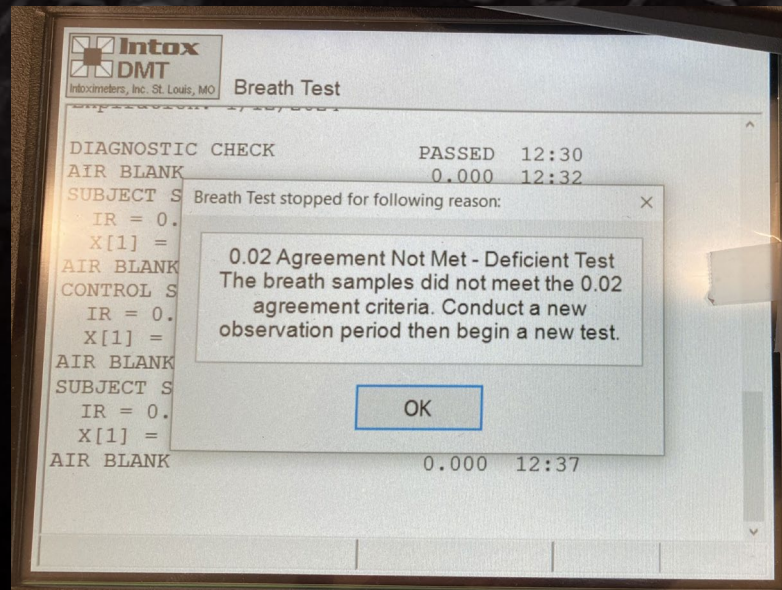 Intox
DMT
Intoximeters, Inc. St. Louis, MO
Breath Test
DIAGNOSTIC CHECK PASSED 12:30
AIR BLANK 0.000 12:32
SUBJECT S
IR = 0.
X[1] =
AIR BLANK
CONTROL S
IR = 0.
X[1] =
AIR BLANK
SUBJECT S
IR = 0.
X[1] =
AIR BLANK 0.000 12:37
Breath Test stopped for following reason:
0.02 Agreement Not Met - Deficient Test
The breath samples did not meet the 0.02
agreement criteria. Conduct a new
observation period then begin a new test.
OK